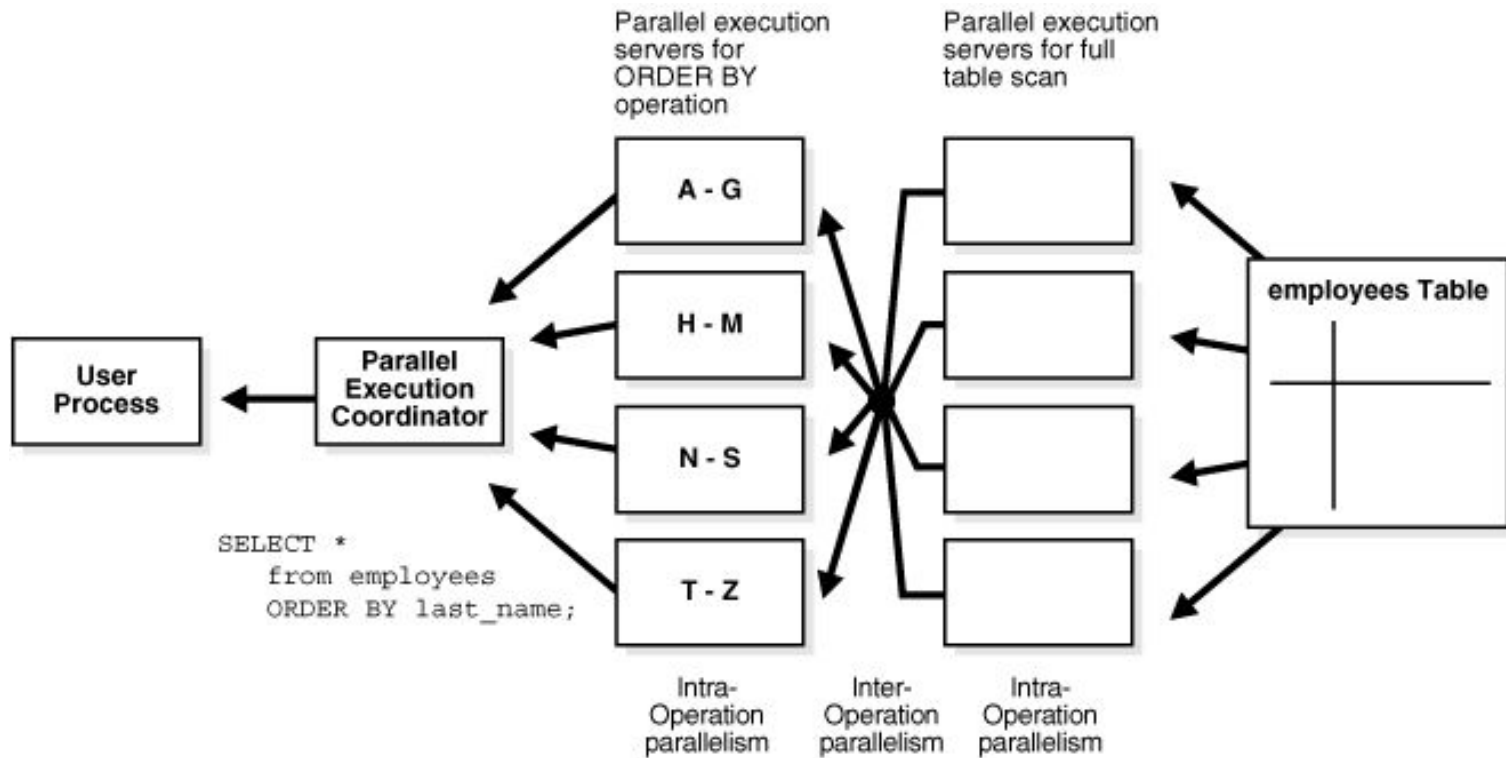 Parallel execution
servers for
ORDER BY
operation
Parallel execution
servers for full
table scan
A - G
H - M
N - S
T - Z
employees Table
User
Process
Parallel
Execution
Coordinator
SELECT *
from employees
ORDER BY last_name;
Intra-
Operation
parallelism
Inter-
Operation
parallelism
Intra-
Operation
parallelism